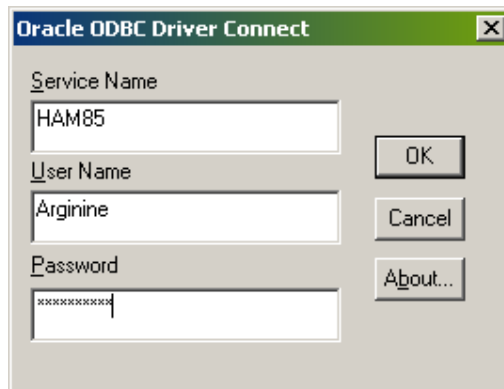 Oracle ODBC Driver Connect
Service Name
HAM85
OK
User Name
Arginine
Cancel
Password
About...
**********